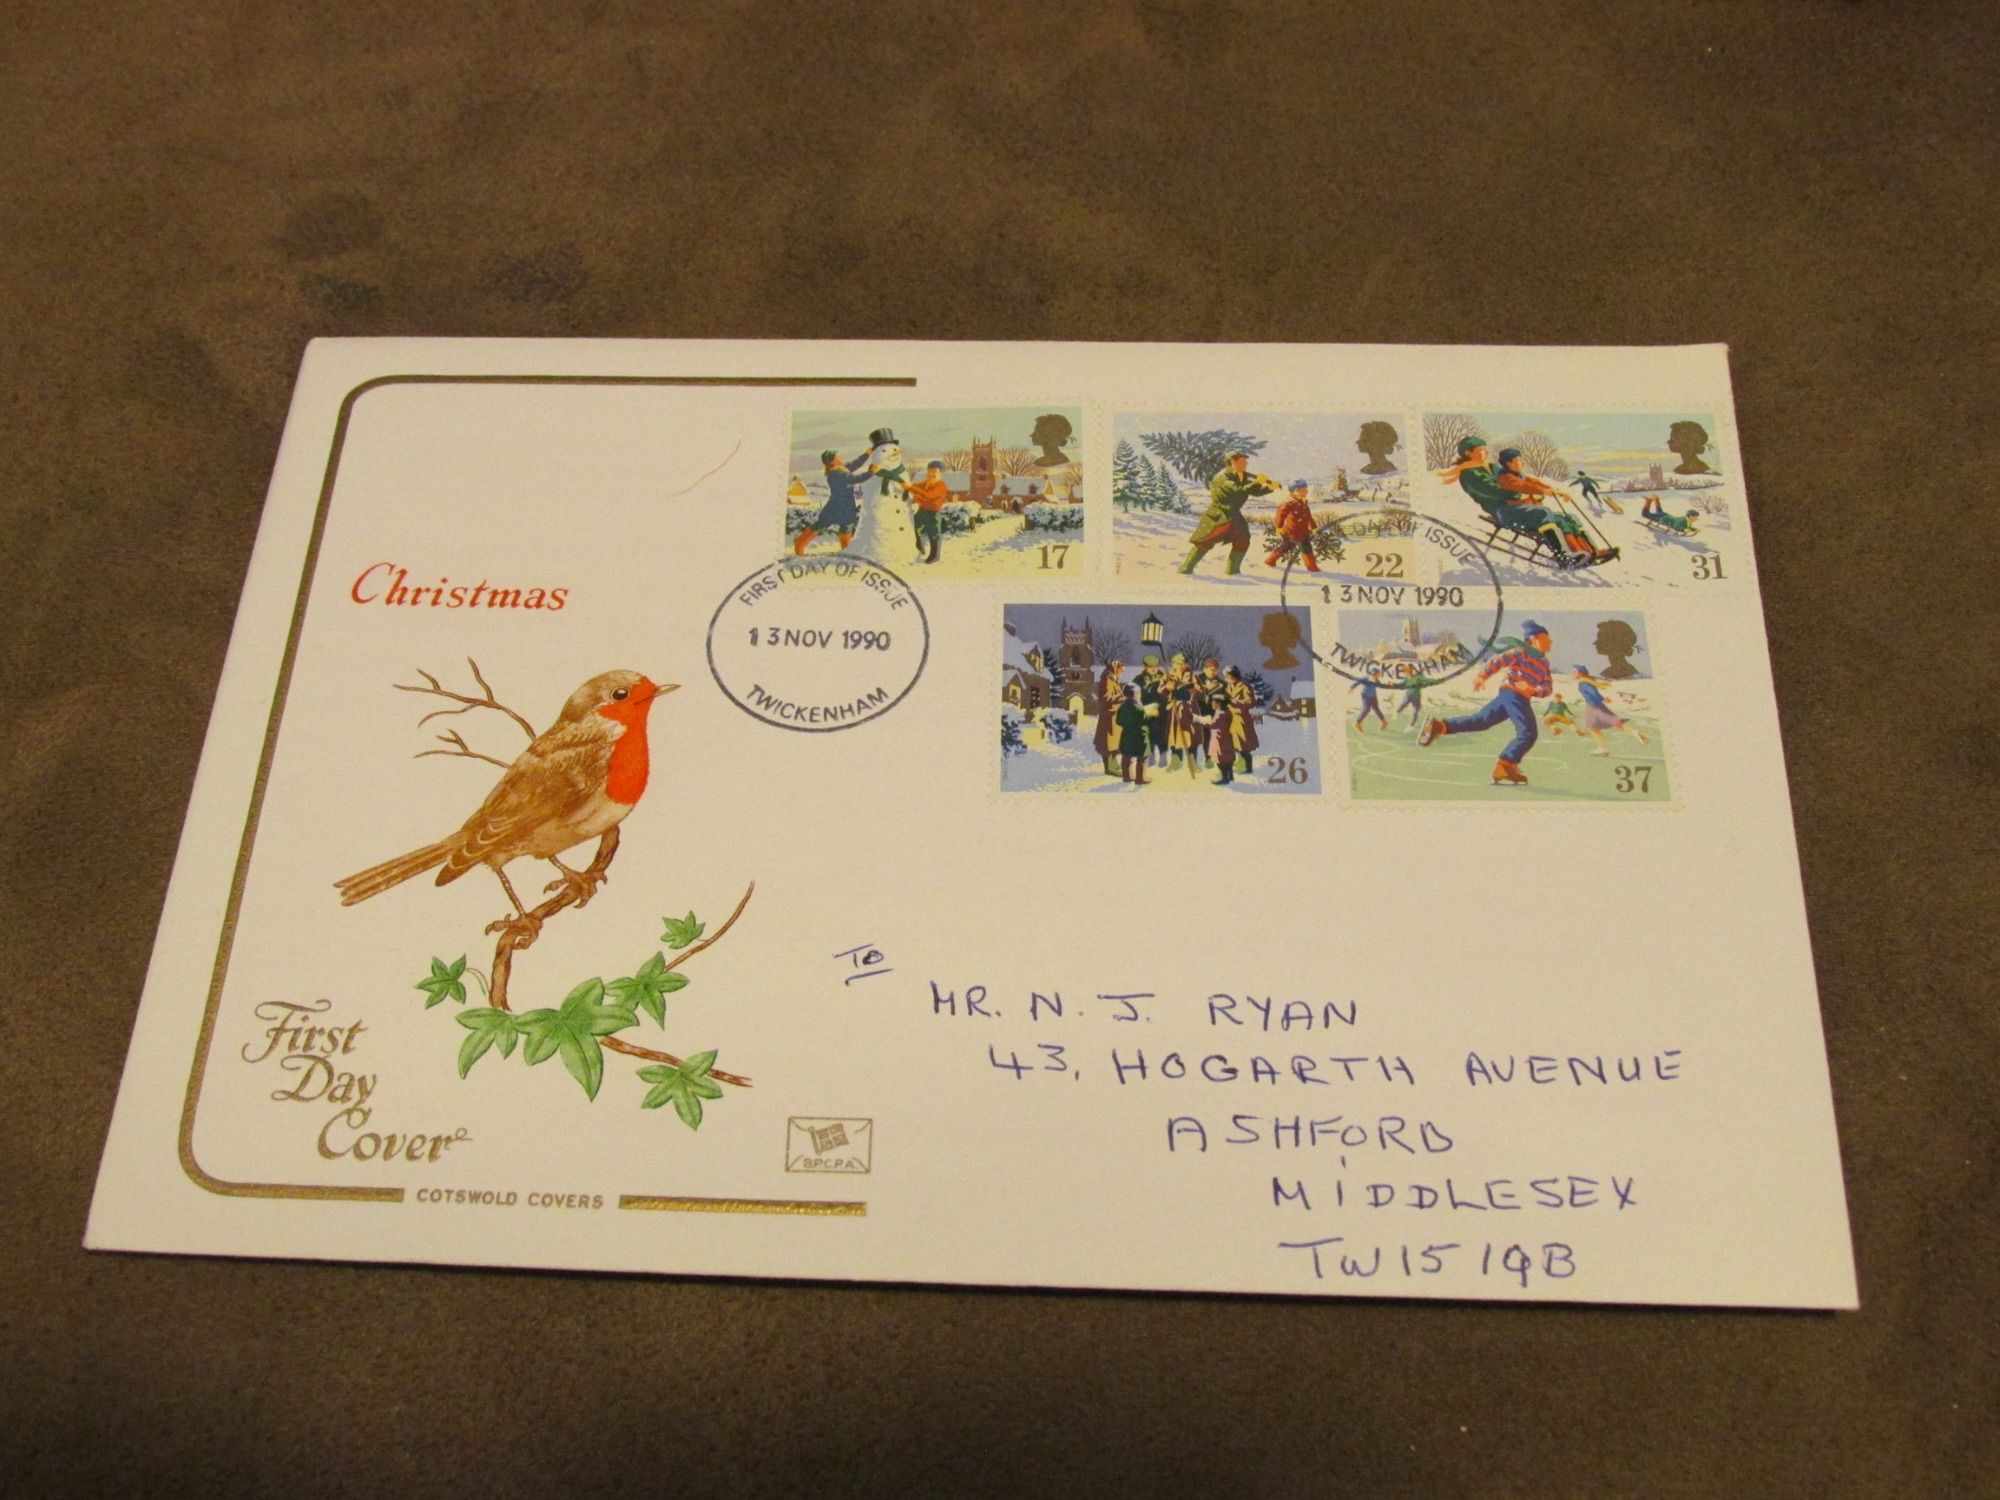 17
22
31
FIRST DAY OF ISSUE
13 NOV 1990
TWICKENHAM
DAY OF ISSUE
13 NOV 1990
TWICKENHAM
26
37
Christmas
First
Day
Cover
S.P.C.P.A.
COTSWOLD COVERS
TO
MR. N. J. RYAN
43, HOGARTH AVENUE
ASHFORD
MIDDLESEX
TW15 1QB